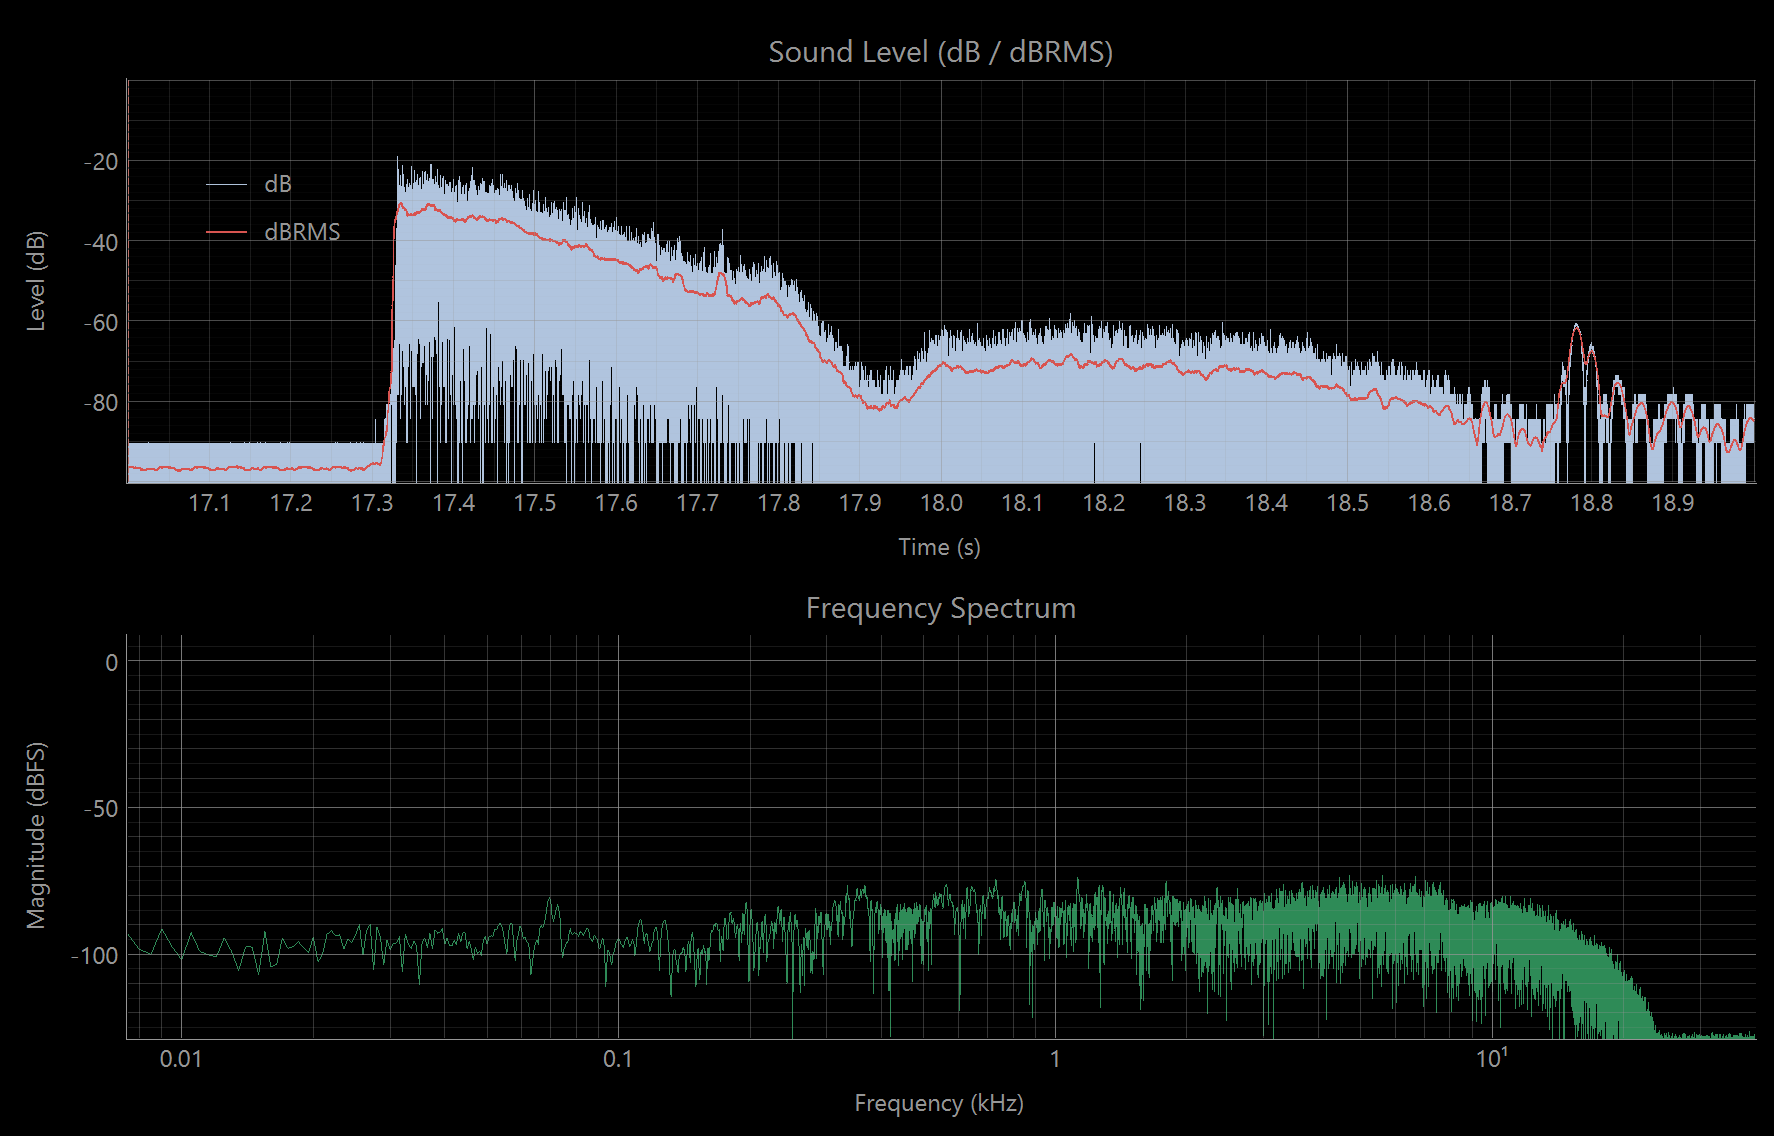 Sound Level (dB / dBRMS)
-20
-40
-60
-80
Level (dB)
dB
dBRMS
17.1 17.2 17.3 17.4 17.5 17.6 17.7 17.8 17.9 18.0 18.1 18.2 18.3 18.4 18.5 18.6 18.7 18.8 18.9
Time (s)
Frequency Spectrum
0
-50
-100
Magnitude (dBFS)
0.01 0.1 1 10¹
Frequency (kHz)